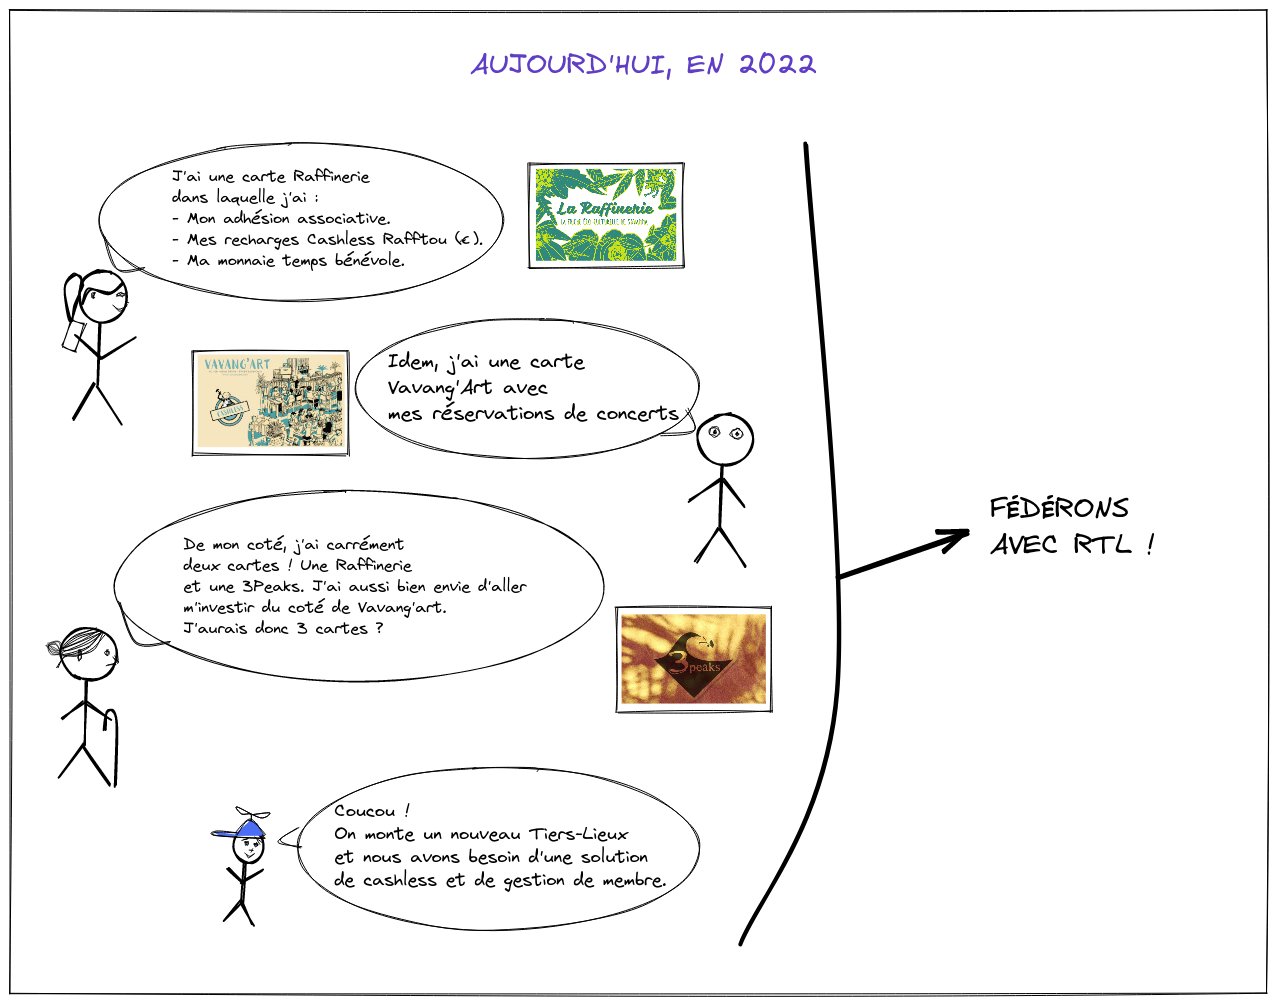 AUJOURD'HUI, EN 2022
J'ai une carte Raffinerie
dans laquelle j'ai :
- Mon adhésion associative.
- Mes recharges Cashless Rafftou (€).
- Ma monnaie temps bénévole.
La Raffinerie
VAVANG'ART
CASHLESS
Idem, j'ai une carte
Vavang'Art avec
mes réservations de concerts
De mon coté, j'ai carrément
deux cartes ! Une Raffinerie
et une 3Peaks. J'ai aussi bien envie d'aller
m'investir du coté de Vavang'art.
J'aurais donc 3 cartes ?
3peaks
Coucou !
On monte un nouveau Tiers-Lieux
et nous avons besoin d'une solution
de cashless et de gestion de membre.
FÉDÉRONS
AVEC RTL !